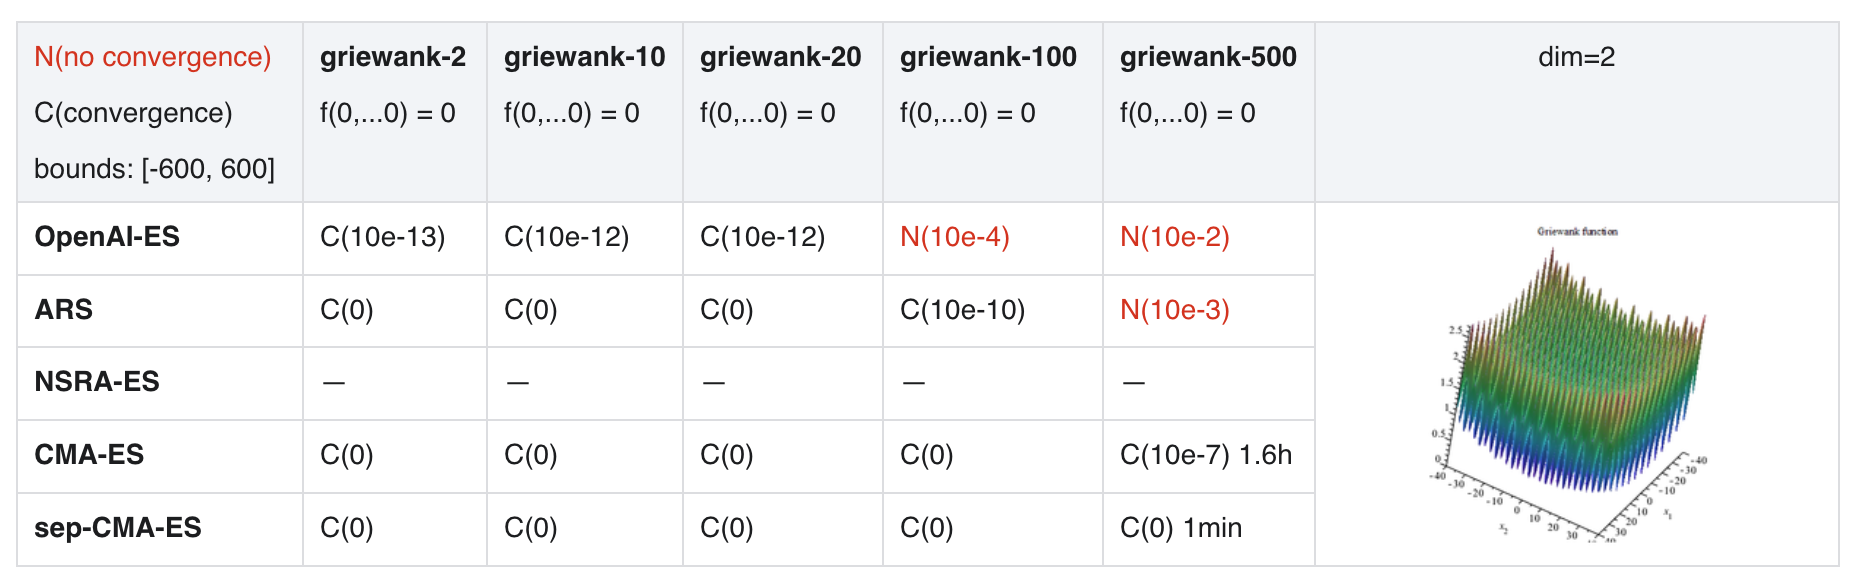 N(no convergence)
C(convergence)
bounds: [-600, 600]
griewank-2
f(0,...0) = 0
griewank-10
f(0,...0) = 0
griewank-20
f(0,...0) = 0
griewank-100
f(0,...0) = 0
griewank-500
f(0,...0) = 0
dim=2
OpenAI-ES C(10e-13) C(10e-12) C(10e-12) N(10e-4) N(10e-2)
ARS C(0) C(0) C(0) C(10e-10) N(10e-3)
NSRA-ES — — — — —
CMA-ES C(0) C(0) C(0) C(0) C(10e-7) 1.6h
sep-CMA-ES C(0) C(0) C(0) C(0) C(0) 1min
Griewank function
2.5
2
1.5
1
0.5
0
-40 -30 -20 -10 0 10 20 30
x2
-40
-30
-20
-10
0
10
20
30
x1